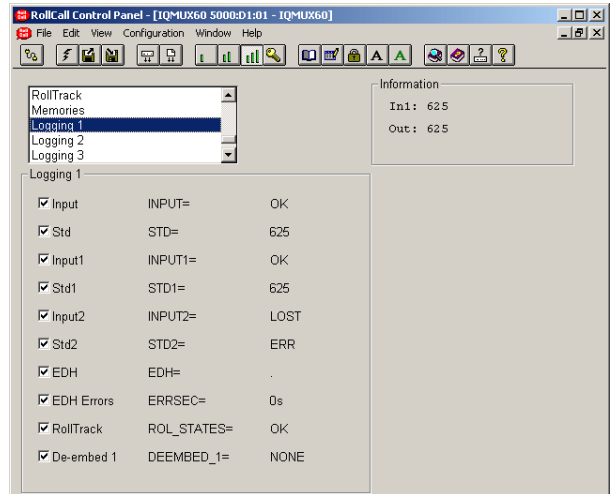 RollCall Control Panel - [IQMUX60 5000:D1:01 - IQMUX60]
File Edit View Configuration Window Help
RollTrack
Memories
Logging 1
Logging 2
Logging 3
Information
In1: 625
Out: 625
Logging 1
Input INPUT= OK
Std STD= 625
Input1 INPUT1= OK
Std1 STD1= 625
Input2 INPUT2= LOST
Std2 STD2= ERR
EDH EDH= .
EDH Errors ERRSEC= 0s
RollTrack ROL_STATES= OK
De-embed 1 DEEMBED_1= NONE